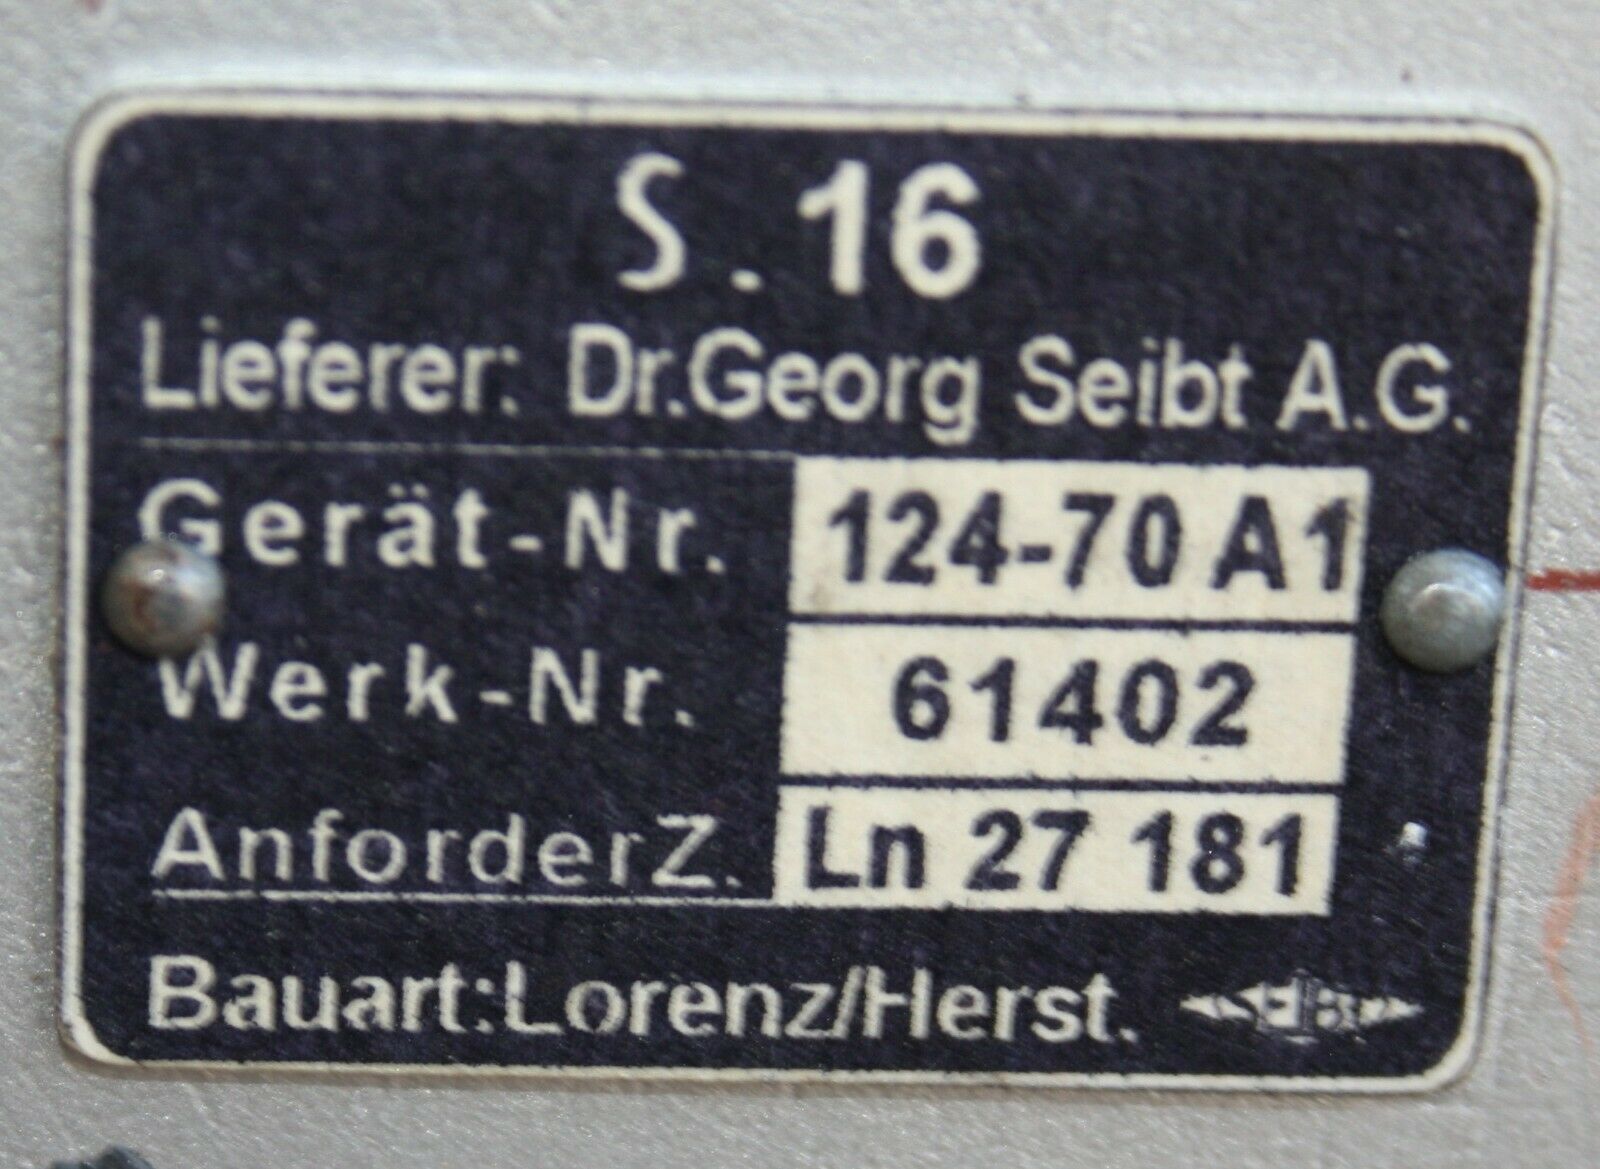 S. 16
Lieferer: Dr.Georg Seibt A.G.
Gerät-Nr. 124-70 A1
Werk-Nr. 61402
AnforderZ. Ln 27 181
Bauart:Lorenz/Herst.